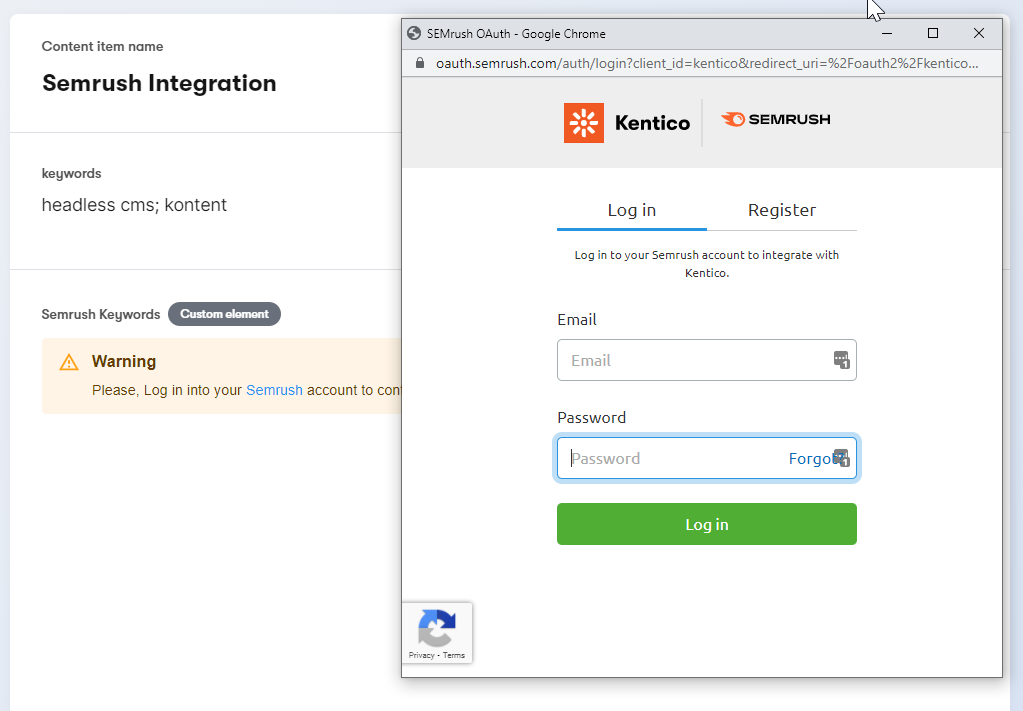 Content item name
Semrush Integration
keywords
headless cms; kontent
Semrush Keywords Custom element
Warning
Please, Log in into your Semrush account to con
SEMrush OAuth - Google Chrome
oauth.semrush.com/auth/login?client_id=kentico&redirect_uri=%2Foauth2%2Fkentico...
Kentico SEMRUSH
Log in Register
Log in to your Semrush account to integrate with
Kentico.
Email
Email
1
Password
Password Forgot?
1
Log in
Privacy - Terms